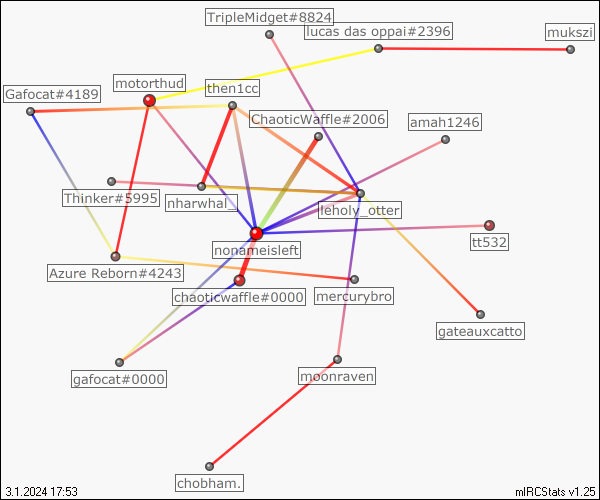 TripleMidget#8824
lucas das oppai#2396
mukszi
motorthud
then1cc
Gafocat#4189
ChaoticWaffle#2006
amah1246
Thinker#5995
nharwhal_
leholy_otter
tt532
nonameisleft
Azure Reborn#4243
chaoticwaffle#0000
mercurybro
gateauxcatto
gafocat#0000
moonraven
chobham.
3.1.2024 17:53
mIRCStats v1.25